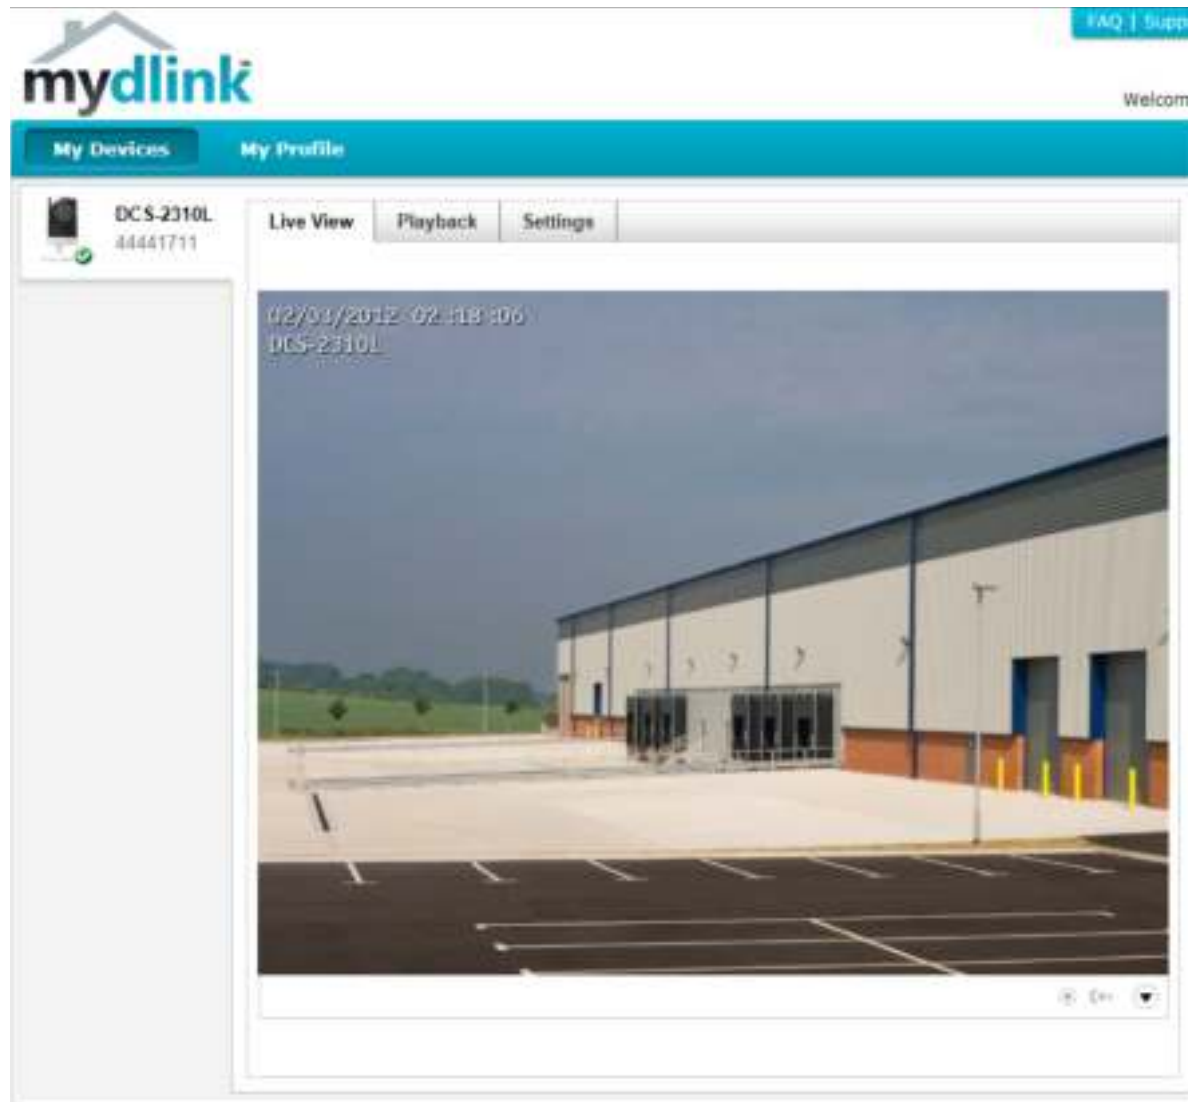 FAQ | Supp
mydlink
Welcom
My Devices My Profile
DCS-2310L
44441711
Live View Playback Settings
02/03/2012 02:18:06
DCS-2310L